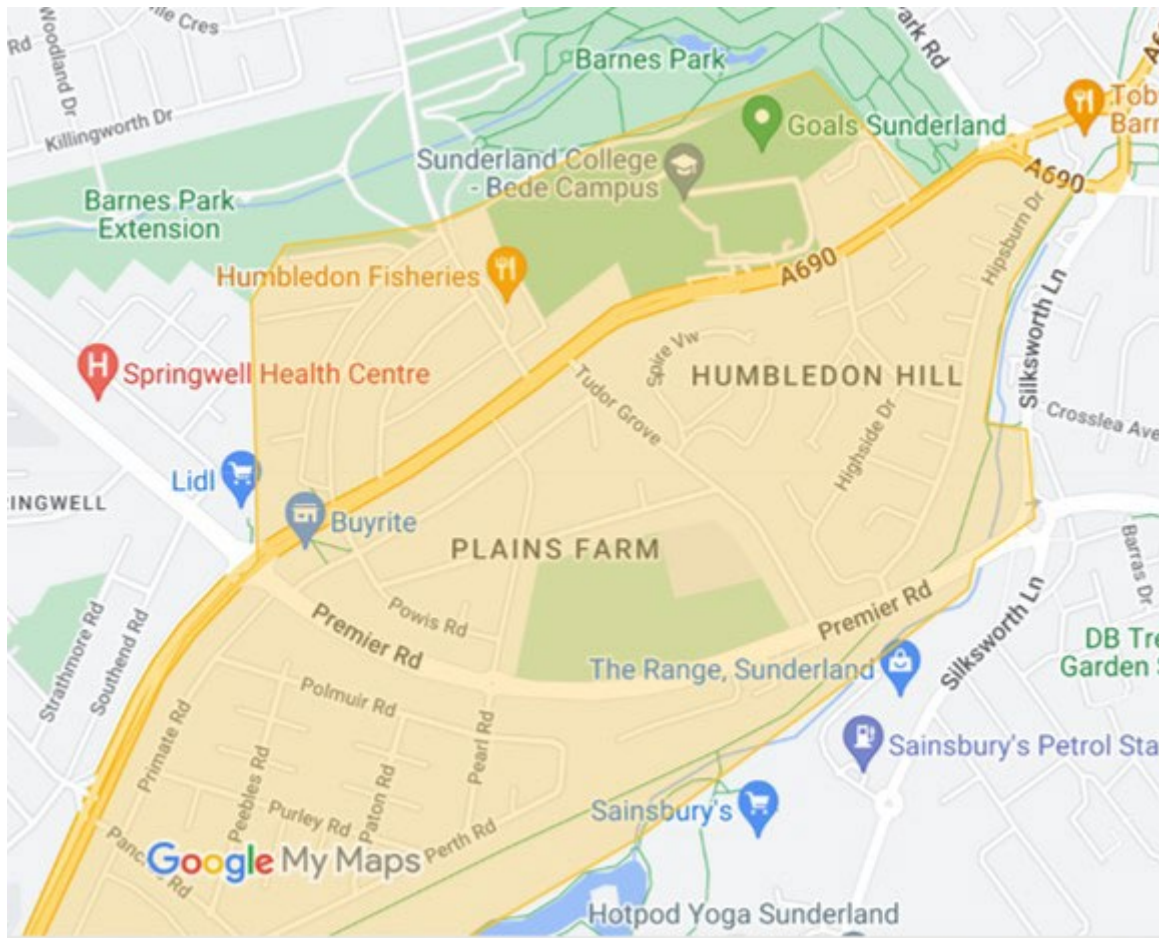 Cres
Rd
Woodland Dr
Killingworth Dr
Barnes Park
Park Rd
Goals Sunderland
A690
Sunderland College
- Bede Campus
Barnes Park
Extension
Hipsburn Dr
A690
Humbledon Fisheries
Silksworth Ln
Spire Vw
Springwell Health Centre
HUMBLEDON HILL
Tudor Grove
Crosslea Ave
Highside Dr
Lidl
Buyrite
PLAINS FARM
Barras Dr
Powis Rd
Premier Rd
Premier Rd
Strathmore Rd
Southend Rd
DB Tre
Garden S
The Range, Sunderland
Silksworth Ln
Polmuir Rd
Primate Rd
Pearl Rd
Sainsbury's Petrol Sta
Peebles Rd
Paton Rd
Sainsbury's
Purley Rd
Perth Rd
Rd
Google My Maps
Hotpod Yoga Sunderland